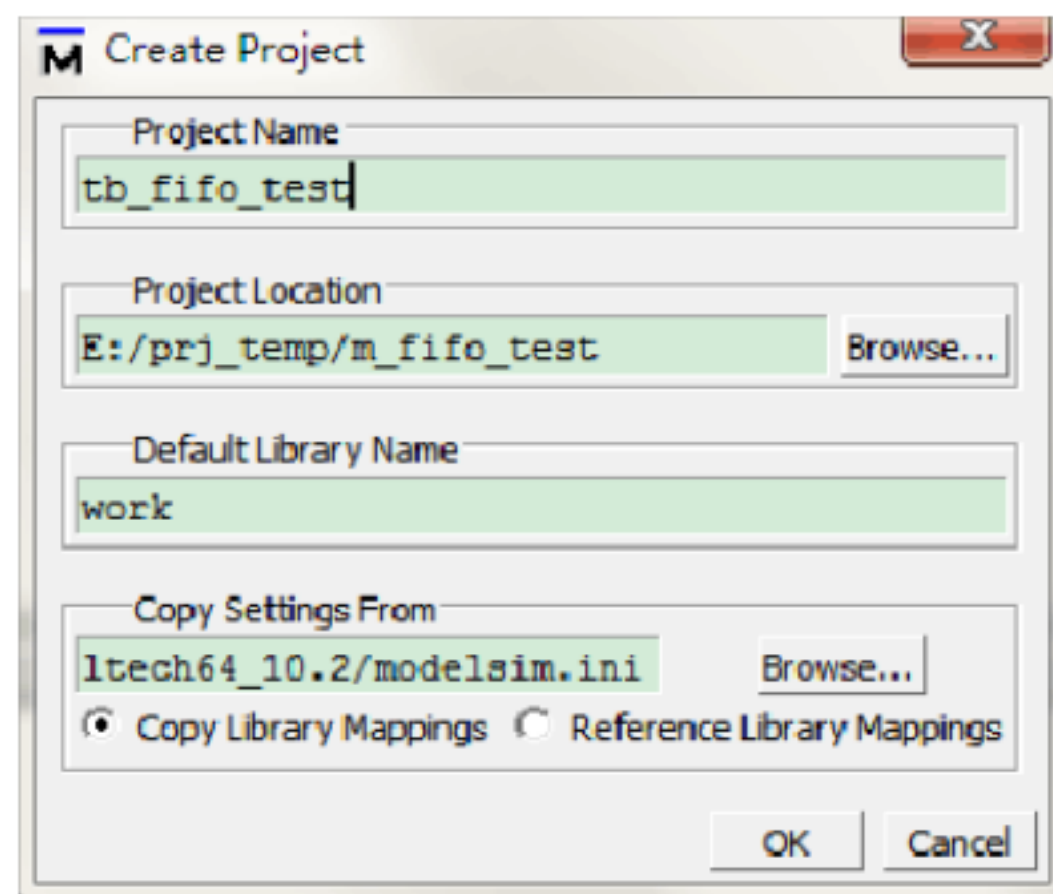 M Create Project X
Project Name
tb_fifo_test
Project Location
E:/prj_temp/m_fifo_test Browse...
Default Library Name
work
Copy Settings From
ltech64_10.2/modelsim.ini Browse...
Copy Library Mappings Reference Library Mappings
OK Cancel